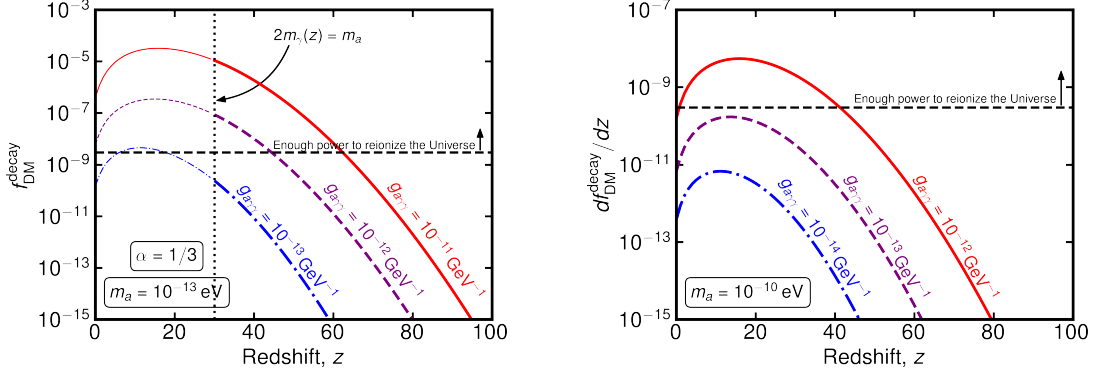 10⁻⁵
10⁻⁷
10⁻⁹
10⁻¹¹
10⁻¹³
10⁻¹⁵
f_DM^decay
2m_γ(z) = m_a
Enough power to reionize the Universe
g_aγγ = 10⁻¹³ GeV⁻¹
g_aγγ = 10⁻¹² GeV⁻¹
g_aγγ = 10⁻¹¹ GeV⁻¹
α = 1/3
m_a = 10⁻¹³ eV
0 20 40 60 80 100
Redshift, z
10⁻⁷
10⁻⁹
10⁻¹¹
10⁻¹³
10⁻¹⁵
df_DM^decay/dz
Enough power to reionize the Universe
g_aγγ = 10⁻¹⁴ GeV⁻¹
g_aγγ = 10⁻¹³ GeV⁻¹
g_aγγ = 10⁻¹² GeV⁻¹
m_a = 10⁻¹⁰ eV
0 20 40 60 80 100
Redshift, z